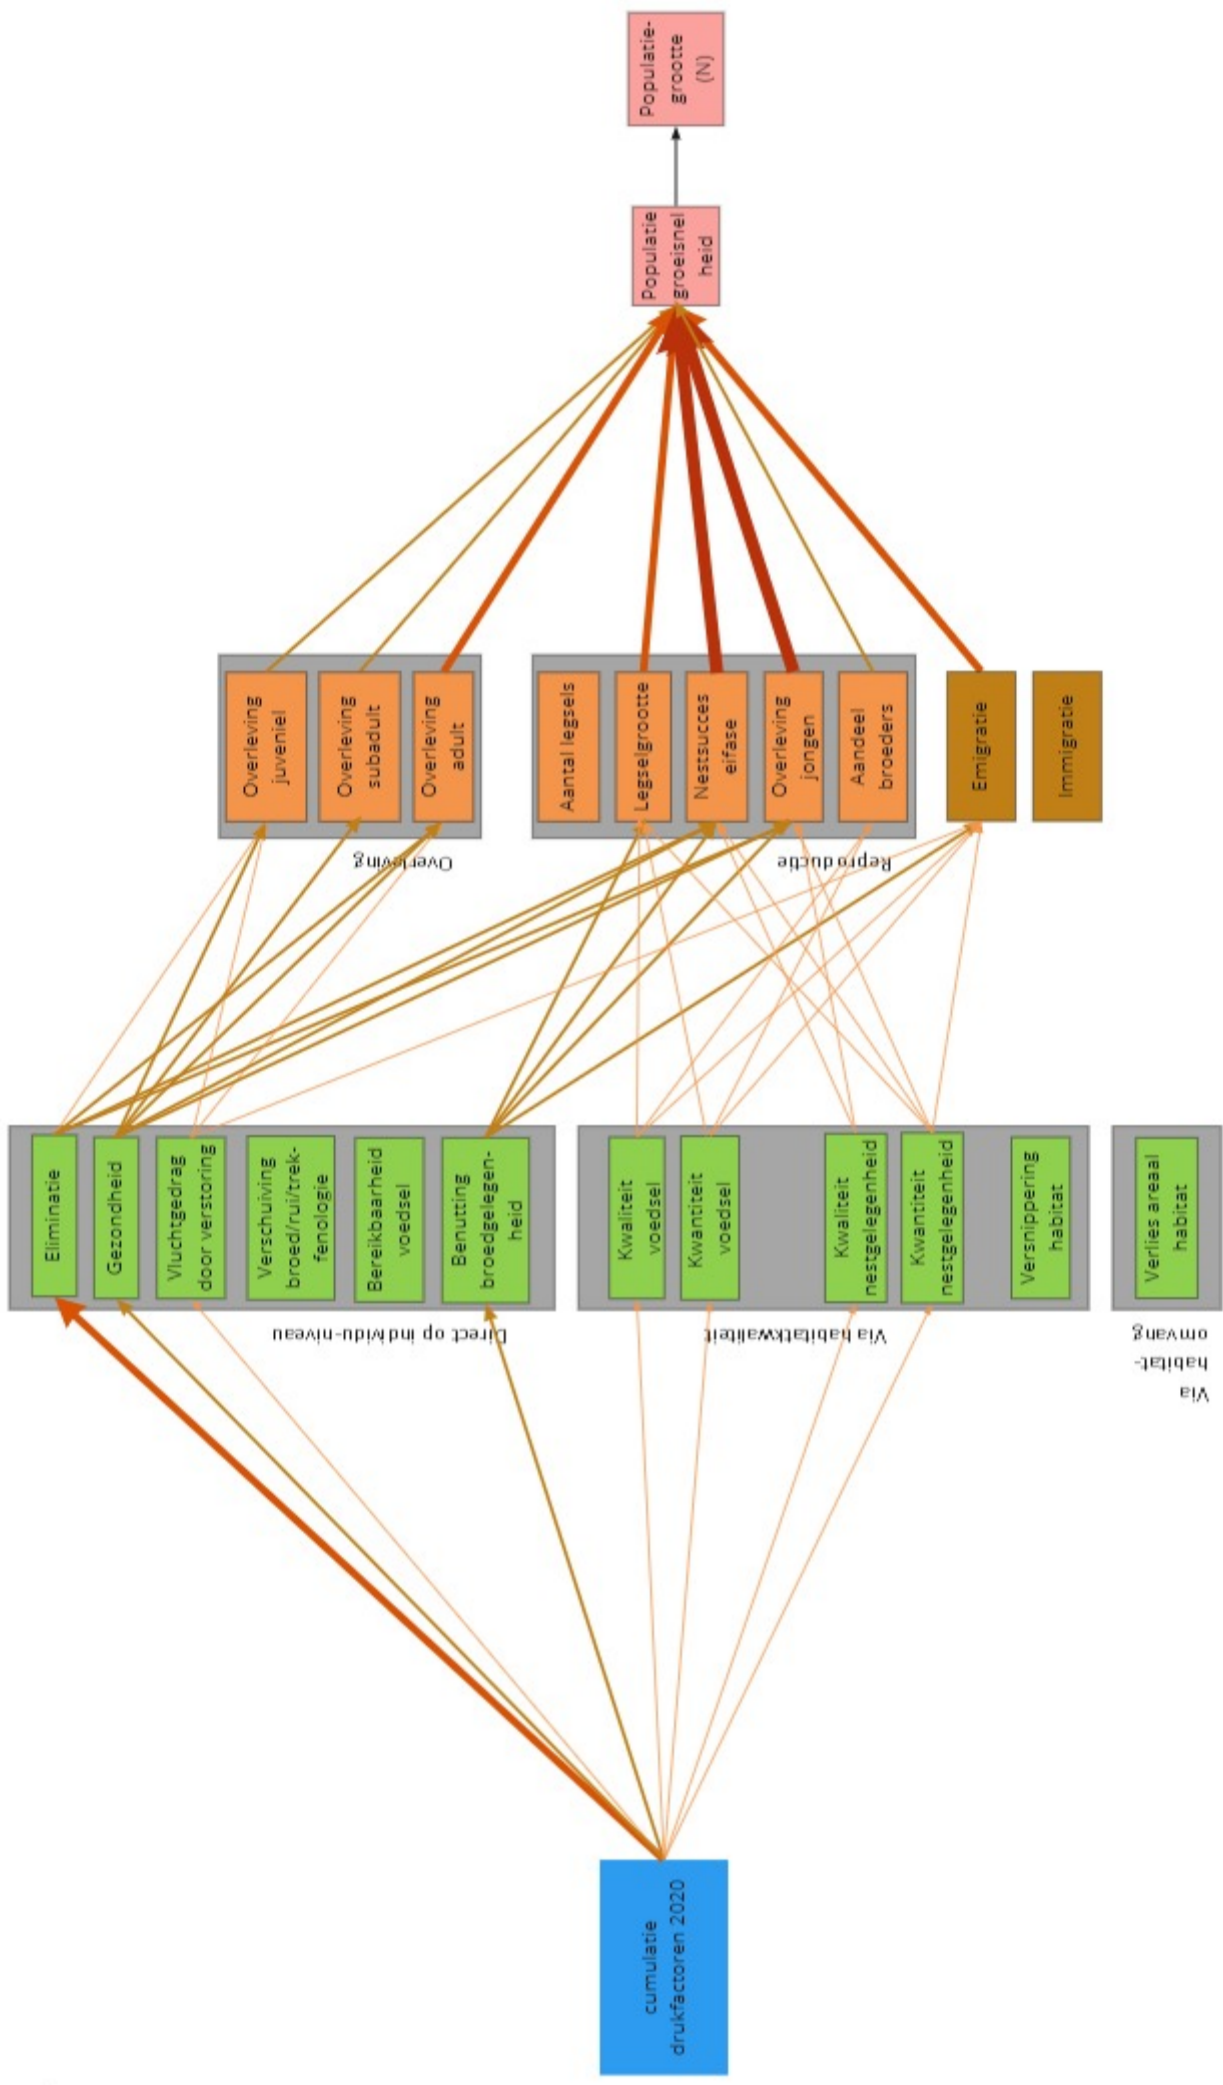 cumulatie
drukfactoren 2020
Direct op individu-niveau
Eliminatie
Gezondheid
Vluchtgedrag
door verstoring
Verschuiving
broed/rui/trek-
fenologie
Bereikbaarheid
voedsel
Benutting
broedgelegen-
heid
Via habitatkwaliteit
Kwaliteit
voedsel
Kwantiteit
voedsel
Kwaliteit
nestgelegenheid
Kwantiteit
nestgelegenheid
Versnippering
habitat
Via
habitat-
omvang
Verlies areaal
habitat
Overleving
Overleving
juveniel
Overleving
subadult
Overleving
adult
Reproductie
Aantal legsels
Legselgrootte
Nestsucces
eifase
Overleving
jongen
Aandeel
broeders
Emigratie
Immigratie
Populatie
groeisnel
heid
Populatie-
grootte
(N)